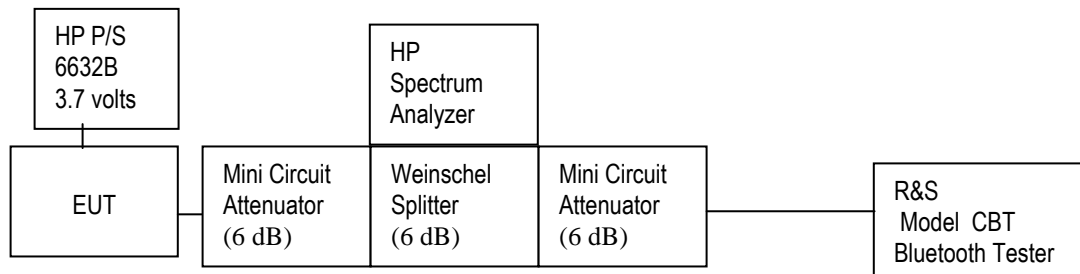 HP P/S
6632B
3.7 volts
HP
Spectrum
Analyzer
EUT
Mini Circuit
Attenuator
(6 dB)
Weinschel
Splitter
(6 dB)
Mini Circuit
Attenuator
(6 dB)
R&S
Model CBT
Bluetooth Tester